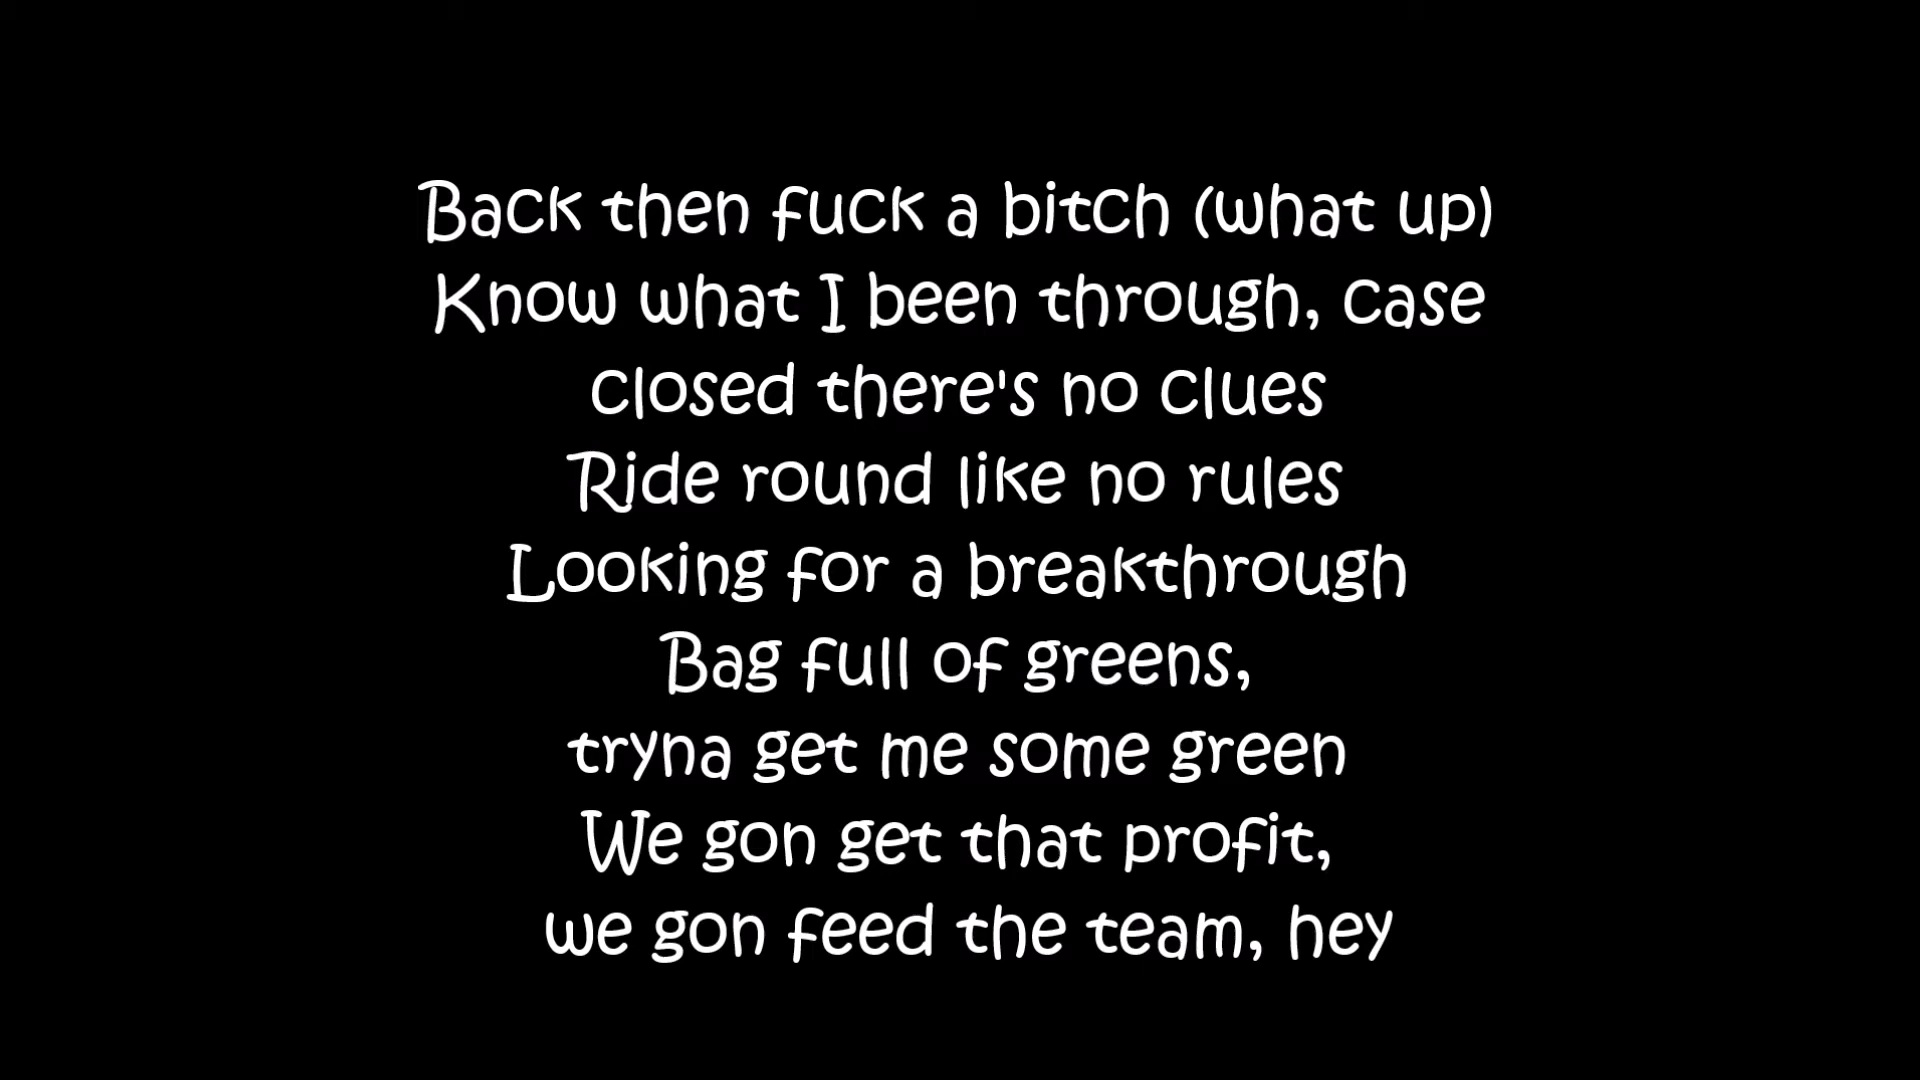 Back then fuck a bitch (what up)
Know what I been through, case
closed there's no clues
Ride round like no rules
Looking for a breakthrough
Bag full of greens,
tryna get me some green
We gon get that profit,
we gon feed the team, hey